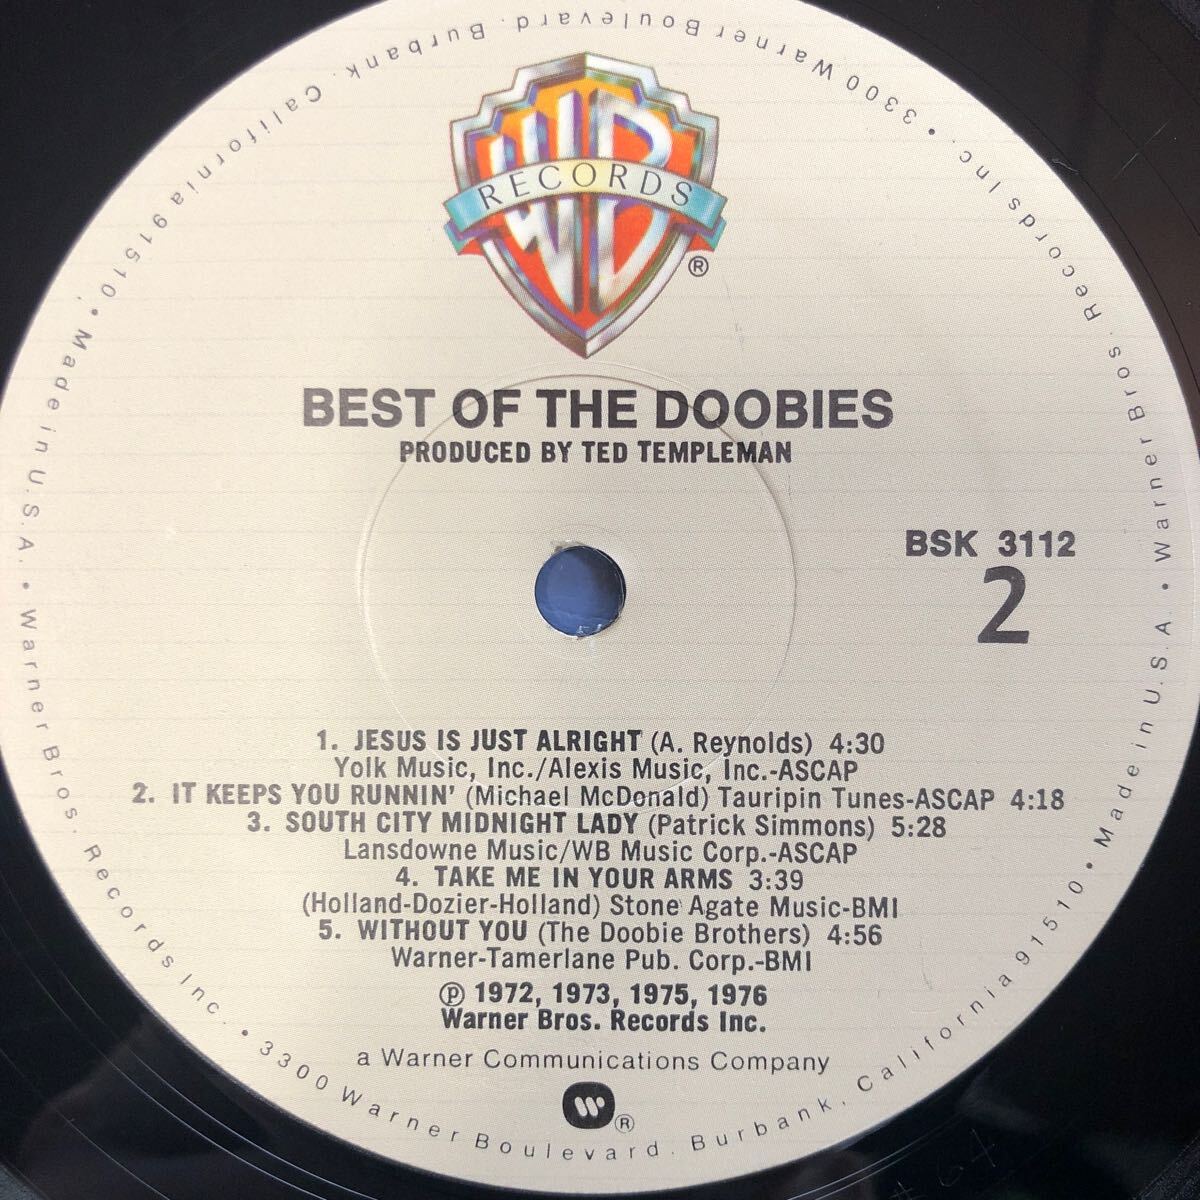 WB
RECORDS
®
BEST OF THE DOOBIES
PRODUCED BY TED TEMPLEMAN
BSK 3112
2
1. JESUS IS JUST ALRIGHT (A. Reynolds) 4:30
Yolk Music, Inc./Alexis Music, Inc.-ASCAP
2. IT KEEPS YOU RUNNIN' (Michael McDonald) Tauripin Tunes-ASCAP 4:18
3. SOUTH CITY MIDNIGHT LADY (Patrick Simmons) 5:28
Lansdowne Music/WB Music Corp.-ASCAP
4. TAKE ME IN YOUR ARMS 3:39
(Holland-Dozier-Holland) Stone Agate Music-BMI
5. WITHOUT YOU (The Doobie Brothers) 4:56
Warner-Tamerlane Pub. Corp.-BMI
℗ 1972, 1973, 1975, 1976
Warner Bros. Records Inc.
a Warner Communications Company
W ®
Warner Bros. Records Inc. • 3300 Warner Boulevard. Burbank, California 91510 • Made in U.S.A. • Warner Bros. Records Inc. • 3300 Warner Boulevard. Burbank. California 91510 • Made in U.S.A. •